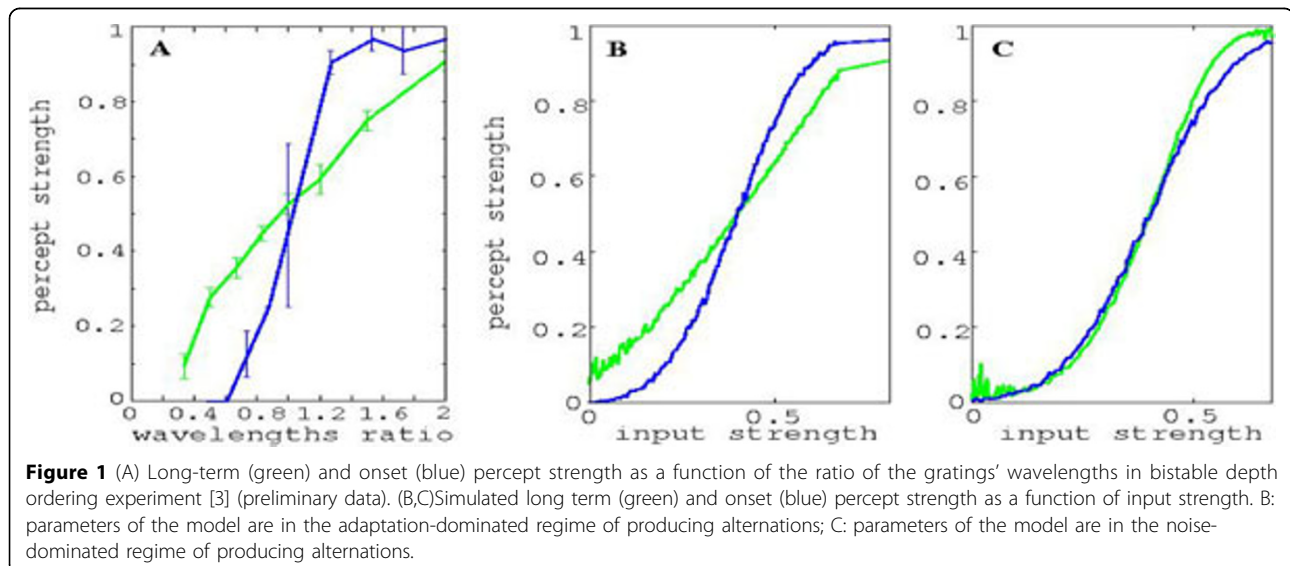 A
B
C
1
0.8
0.6
0.4
0.2
0
percept strength
0 0.4 0.8 1.2 1.6 2
wavelengths ratio
1
0.8
0.6
0.4
0.2
0
percept strength
0 0.5
input strength
1
0.8
0.6
0.4
0.2
0
0 0.5
input strength
Figure 1 (A) Long-term (green) and onset (blue) percept strength as a function of the ratio of the gratings' wavelengths in bistable depth
ordering experiment [3] (preliminary data). (B,C)Simulated long term (green) and onset (blue) percept strength as a function of input strength. B:
parameters of the model are in the adaptation-dominated regime of producing alternations; C: parameters of the model are in the noise-
dominated regime of producing alternations.